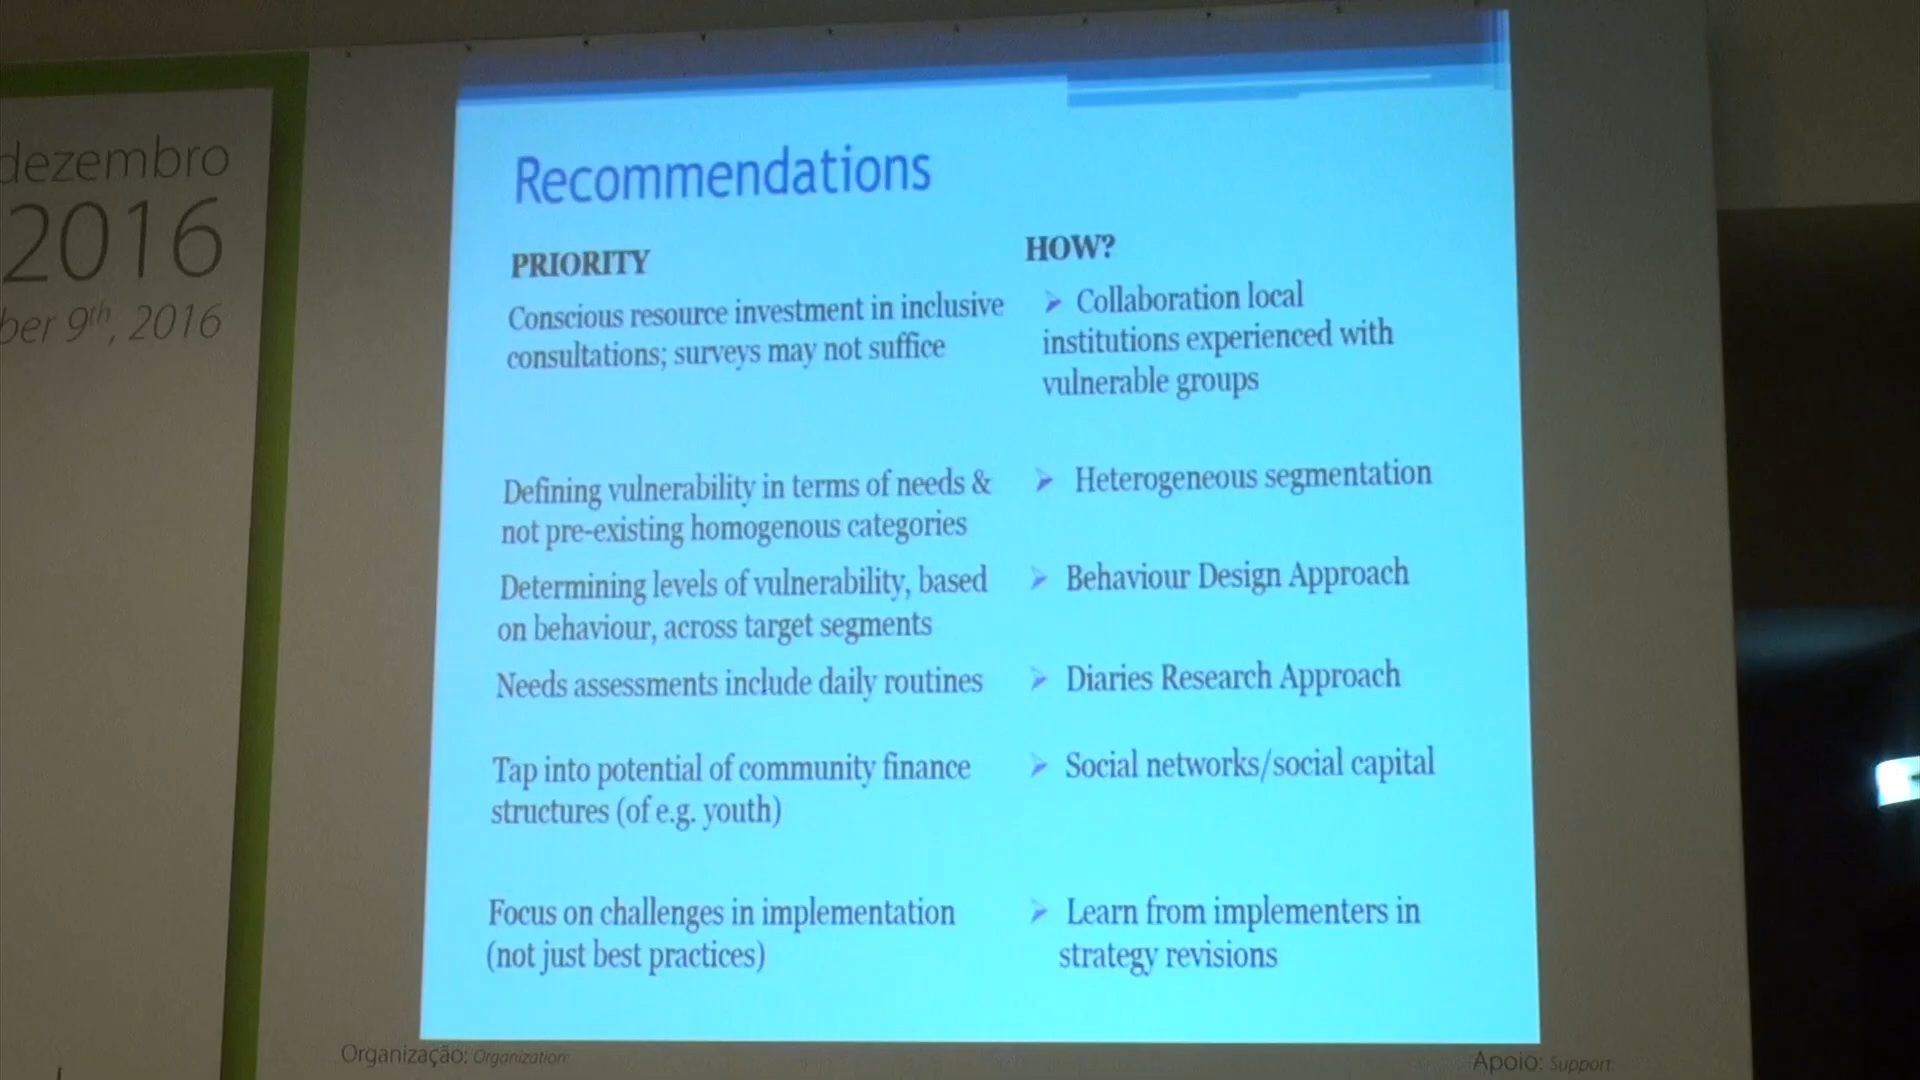 dezembro
2016
ber 9th, 2016
Recommendations
PRIORITY
HOW?
Conscious resource investment in inclusive
consultations; surveys may not suffice
➢ Collaboration local
institutions experienced with
vulnerable groups
Defining vulnerability in terms of needs &
not pre-existing homogenous categories
➢ Heterogeneous segmentation
Determining levels of vulnerability, based
on behaviour, across target segments
➢ Behaviour Design Approach
Needs assessments include daily routines
➢ Diaries Research Approach
Tap into potential of community finance
structures (of e.g. youth)
➢ Social networks/social capital
Focus on challenges in implementation
(not just best practices)
➢ Learn from implementers in
strategy revisions
Organização: Organization:
Apoio: Support: